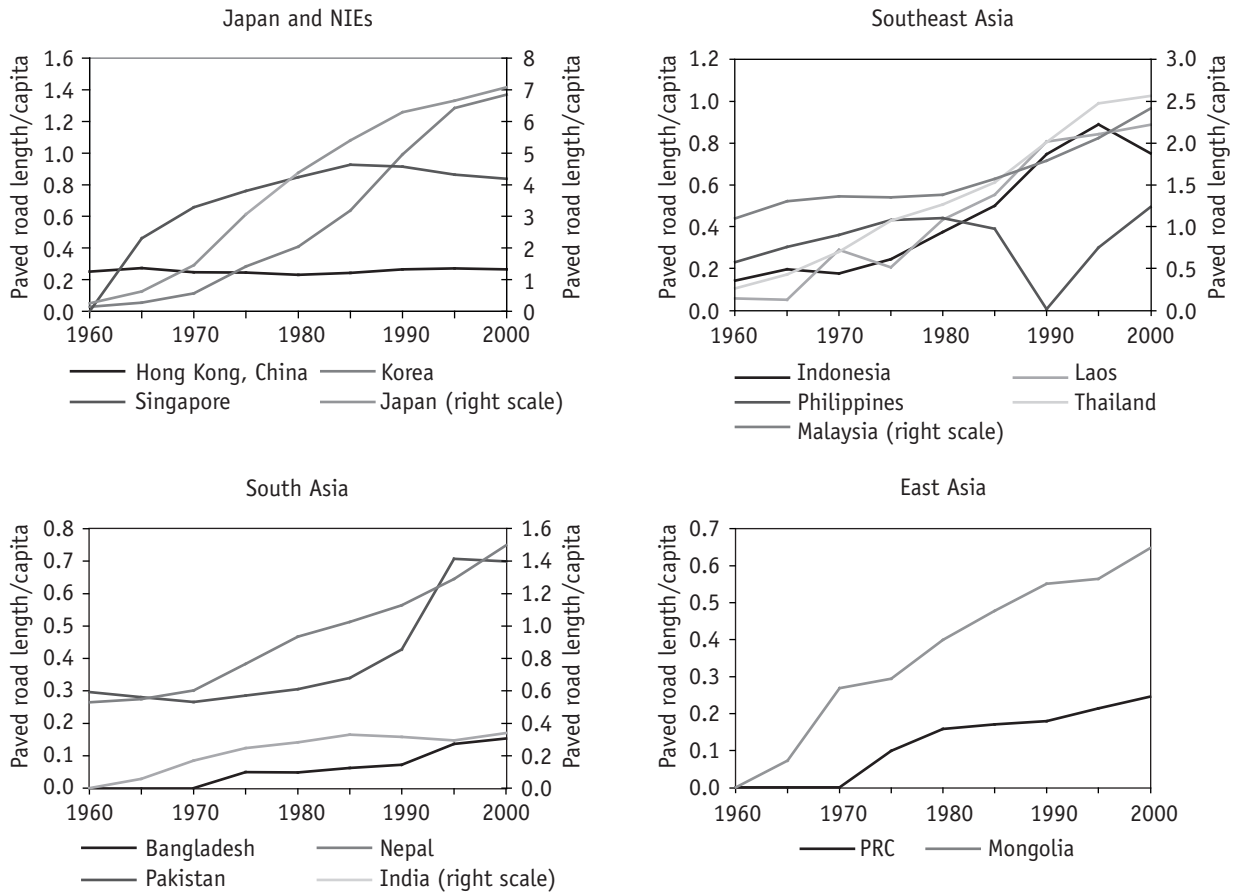 Japan and NIEs
Paved road length/capita
1.6
1.4
1.2
1.0
0.8
0.6
0.4
0.2
0.0
8
7
6
5
4
3
2
1
0
Paved road length/capita
1960 1970 1980 1990 2000
Hong Kong, China Korea
Singapore Japan (right scale)
Southeast Asia
Paved road length/capita
1.2
1.0
0.8
0.6
0.4
0.2
0.0
3.0
2.5
2.0
1.5
1.0
0.5
0.0
Paved road length/capita
1960 1970 1980 1990 2000
Indonesia Laos
Philippines Thailand
Malaysia (right scale)
South Asia
Paved road length/capita
0.8
0.7
0.6
0.5
0.4
0.3
0.2
0.1
0.0
1.6
1.4
1.2
1.0
0.8
0.6
0.4
0.2
0.0
Paved road length/capita
1960 1970 1980 1990 2000
Bangladesh Nepal
Pakistan India (right scale)
East Asia
Paved road length/capita
0.7
0.6
0.5
0.4
0.3
0.2
0.1
0.0
1960 1970 1980 1990 2000
PRC Mongolia